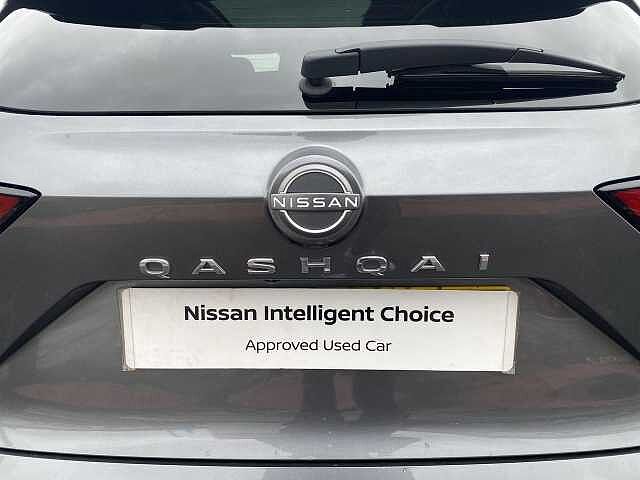 NISSAN
QASHQAI
Nissan Intelligent Choice
Approved Used Car